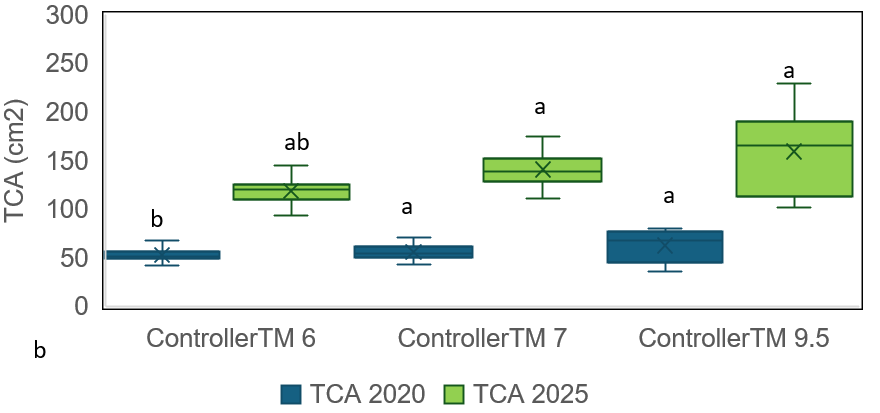 300
250
200
150
100
50
0
TCA (cm2)
b
ab
a
a
a
a
ControllerTM 6
ControllerTM 7
ControllerTM 9.5
b
TCA 2020
TCA 2025